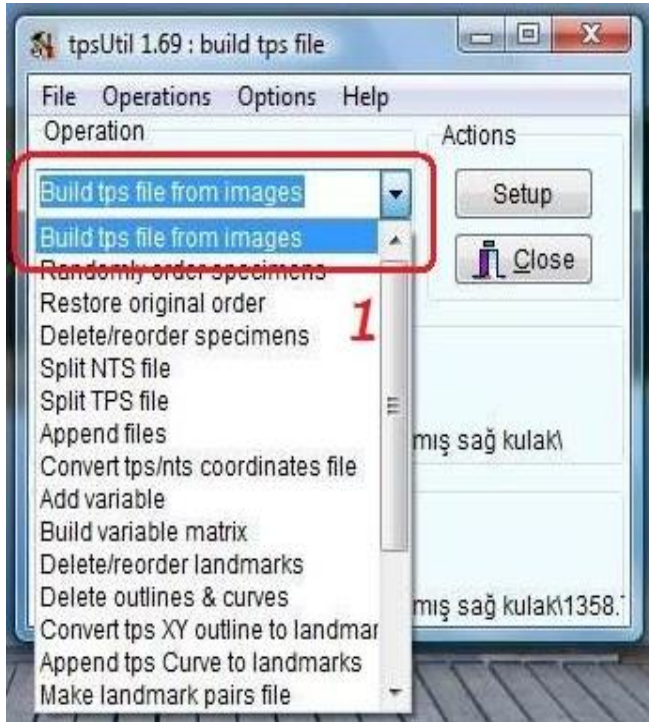 tpsUtil 1.69 : build tps file
File Operations Options Help
Operation
Actions
Build tps file from images
Setup
Build tps file from images
Close
Randomly order specimens
Restore original order
1
Delete/reorder specimens
Split NTS file
Split TPS file
Append files
mış sağ kulak\
Convert tps/nts coordinates file
Add variable
Build variable matrix
Delete/reorder landmarks
Delete outlines & curves
mış sağ kulak\1358.
Convert tps XY outline to landmar
Append tps Curve to landmarks
Make landmark pairs file